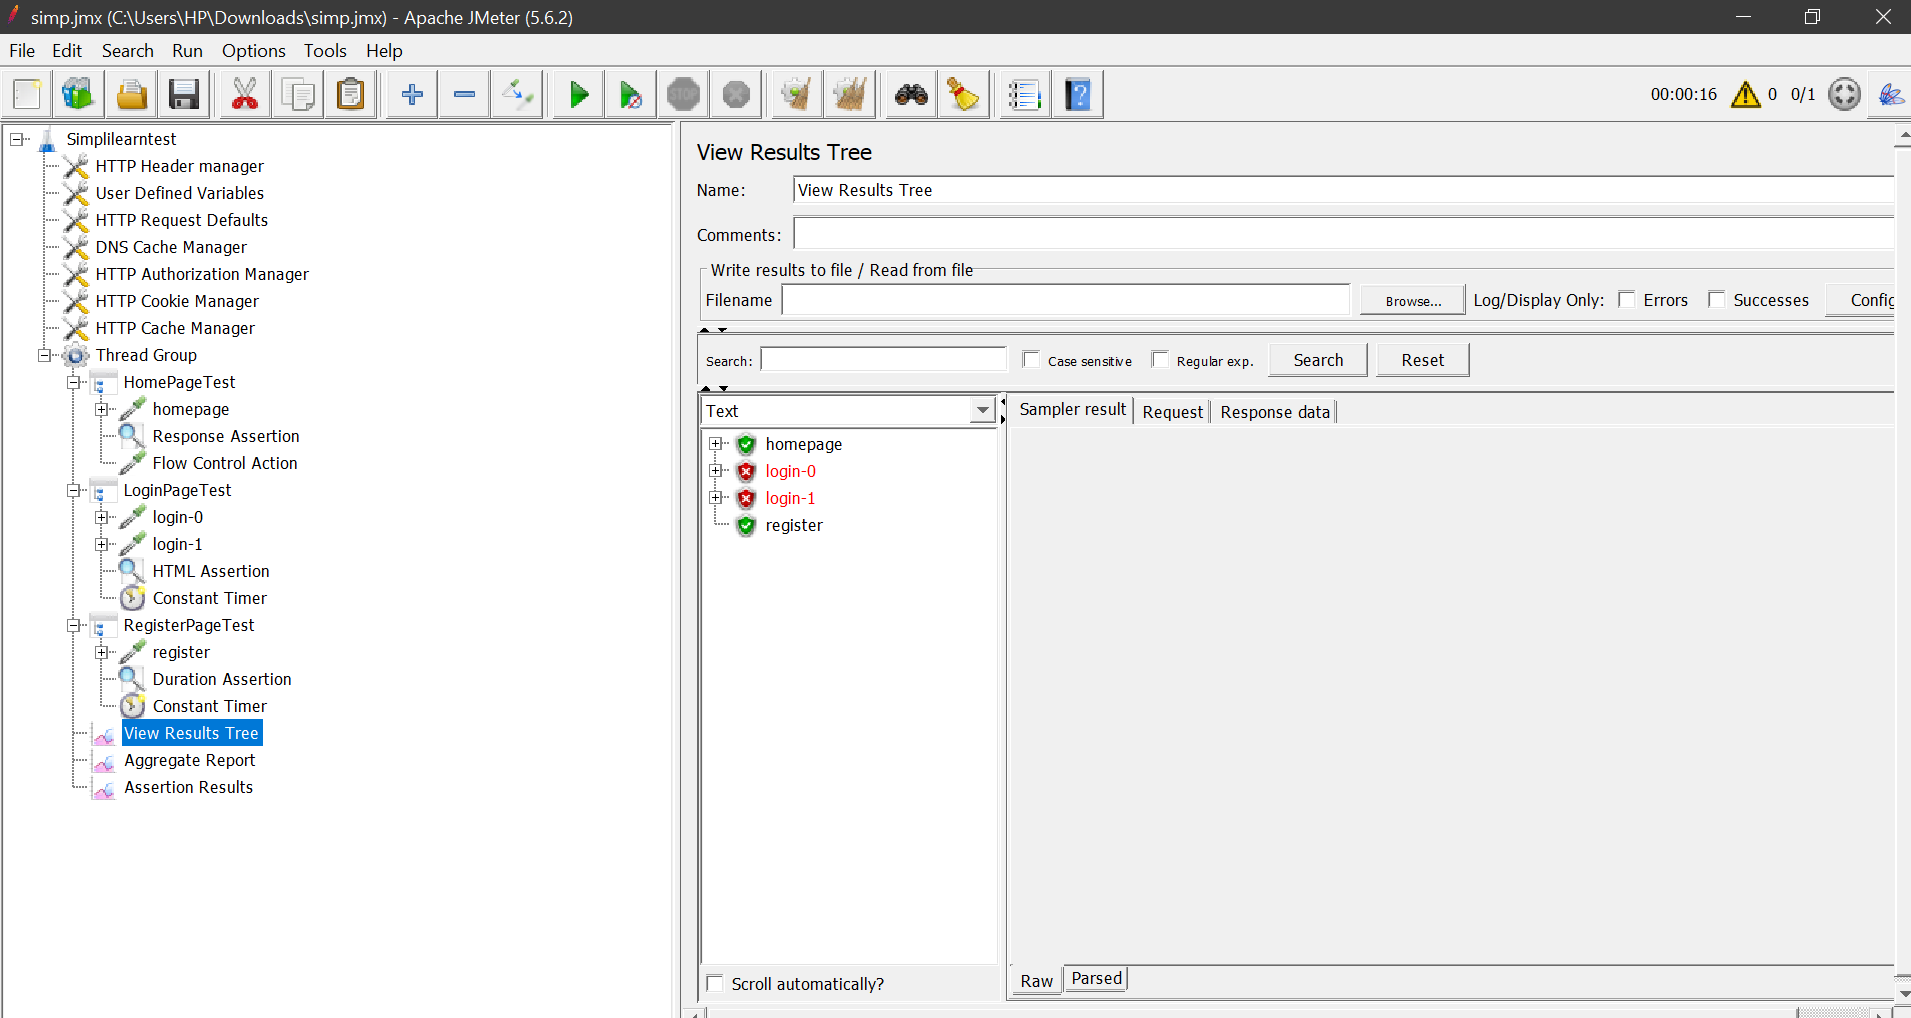 simp.jmx (C:\Users\HP\Downloads\simp.jmx) - Apache JMeter (5.6.2)
File Edit Search Run Options Tools Help
STOP
00:00:16 0 0/1
Simplilearntest
HTTP Header manager
User Defined Variables
HTTP Request Defaults
DNS Cache Manager
HTTP Authorization Manager
HTTP Cookie Manager
HTTP Cache Manager
Thread Group
HomePageTest
homepage
Response Assertion
Flow Control Action
LoginPageTest
login-0
login-1
HTML Assertion
Constant Timer
RegisterPageTest
register
Duration Assertion
Constant Timer
View Results Tree
Aggregate Report
Assertion Results
View Results Tree
Name: View Results Tree
Comments:
Write results to file / Read from file
Filename Browse... Log/Display Only: Errors Successes Config
Search: Case sensitive Regular exp. Search Reset
Text
homepage
login-0
login-1
register
Scroll automatically?
Sampler result Request Response data
Raw Parsed